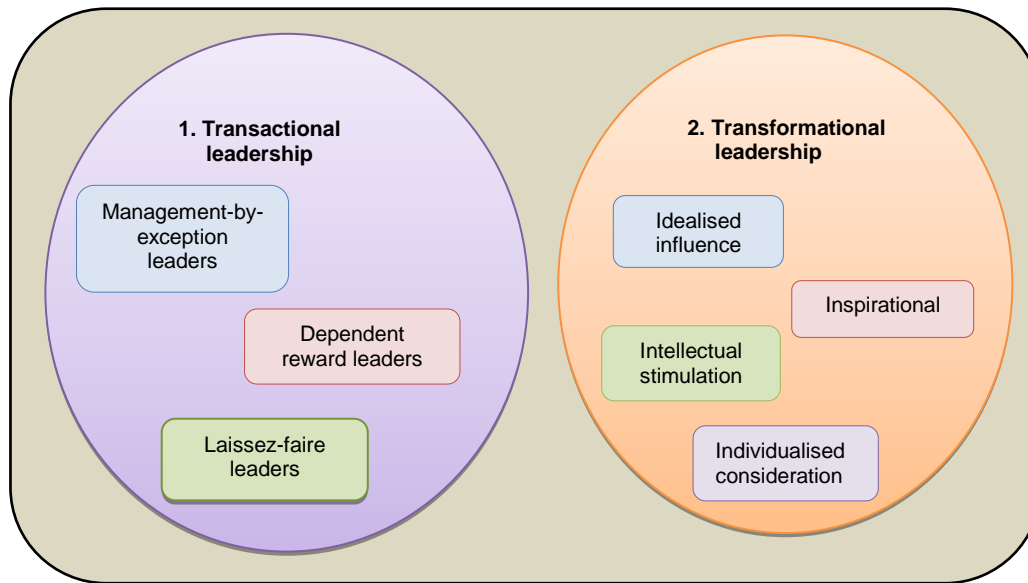 1. Transactional
leadership
Management-by-
exception
leaders
Dependent
reward leaders
Laissez-faire
leaders
2. Transformational
leadership
Idealised
influence
Inspirational
Intellectual
stimulation
Individualised
consideration